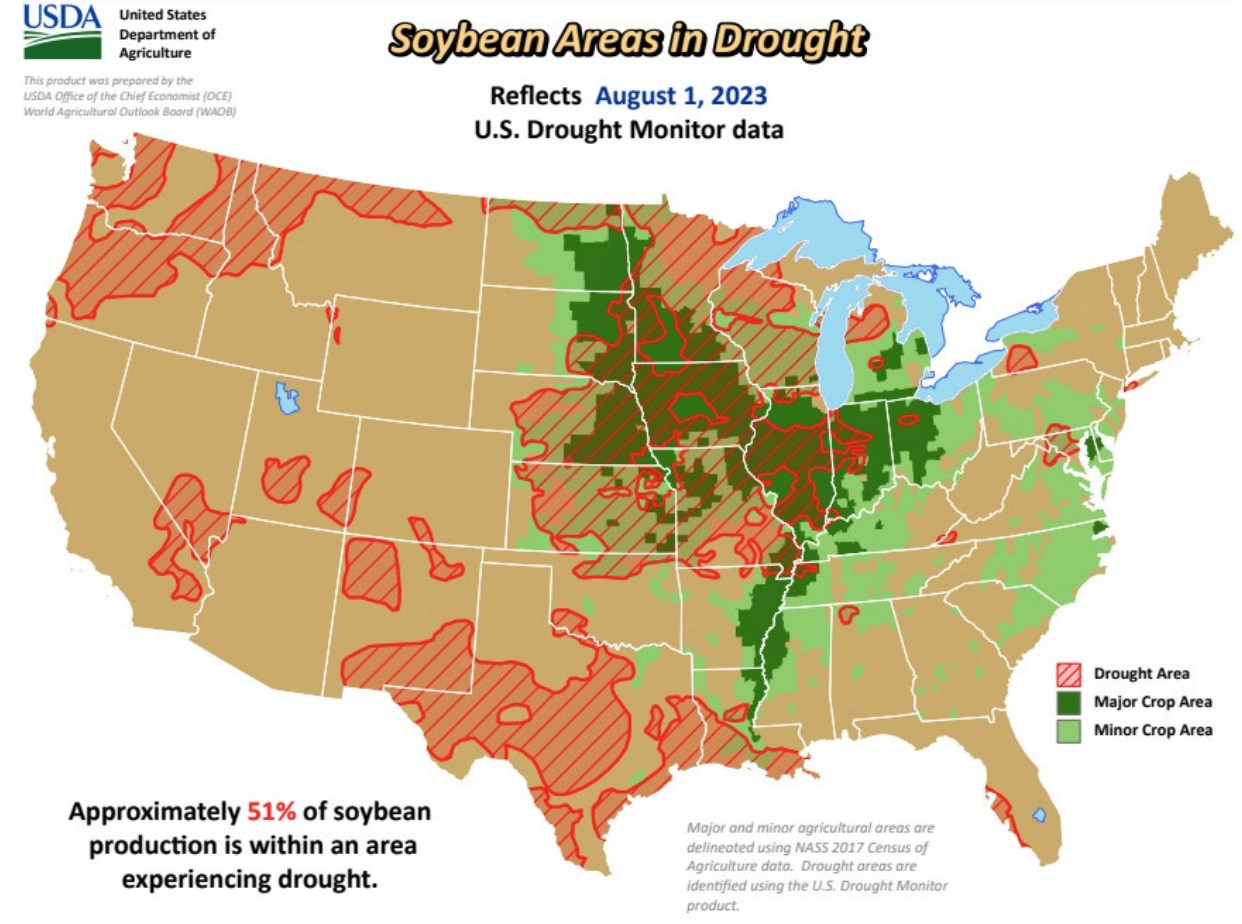 USDA
United States
Department of
Agriculture
This product was prepared by the
USDA Office of the Chief Economist (OCE)
World Agricultural Outlook Board (WAOB)
Soybean Areas in Drought
Reflects August 1, 2023
U.S. Drought Monitor data
Drought Area
Major Crop Area
Minor Crop Area
Approximately 51% of soybean
production is within an area
experiencing drought.
Major and minor agricultural areas are
delineated using NASS 2017 Census of
Agriculture data. Drought areas are
identified using the U.S. Drought Monitor
product.